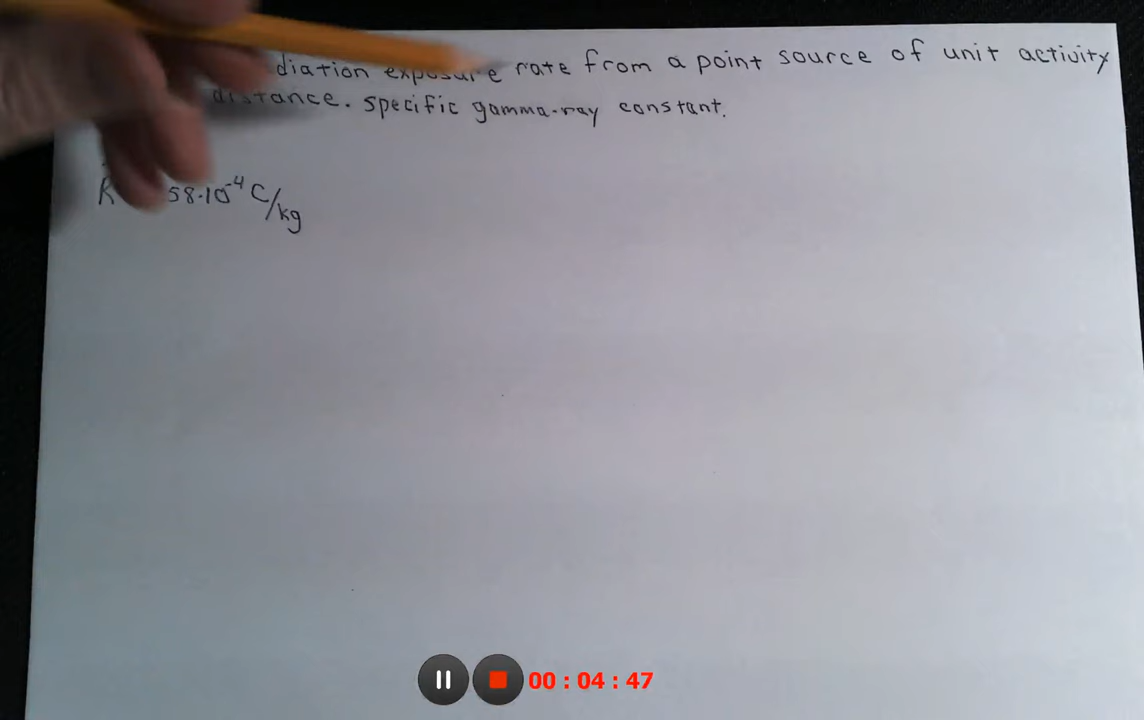 diation exposure rate from a point source of unit activity
distance. specific gamma-ray constant.
R 58·10⁻⁴ C/kg
00 : 04 : 47